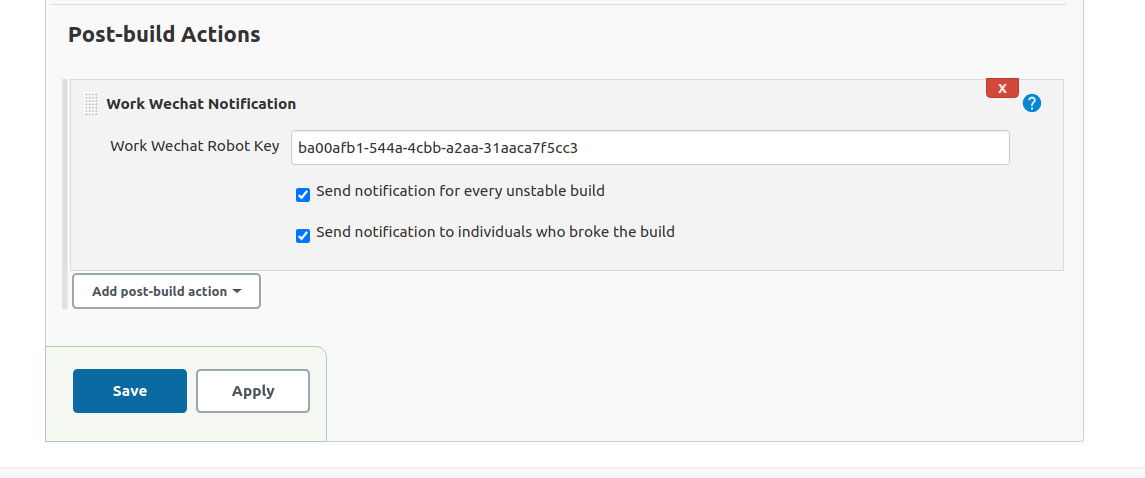 Post-build Actions
X
Work Wechat Notification
?
Work Wechat Robot Key
ba00afb1-544a-4cbb-a2aa-31aaca7f5cc3
Send notification for every unstable build
Send notification to individuals who broke the build
Add post-build action
Save
Apply